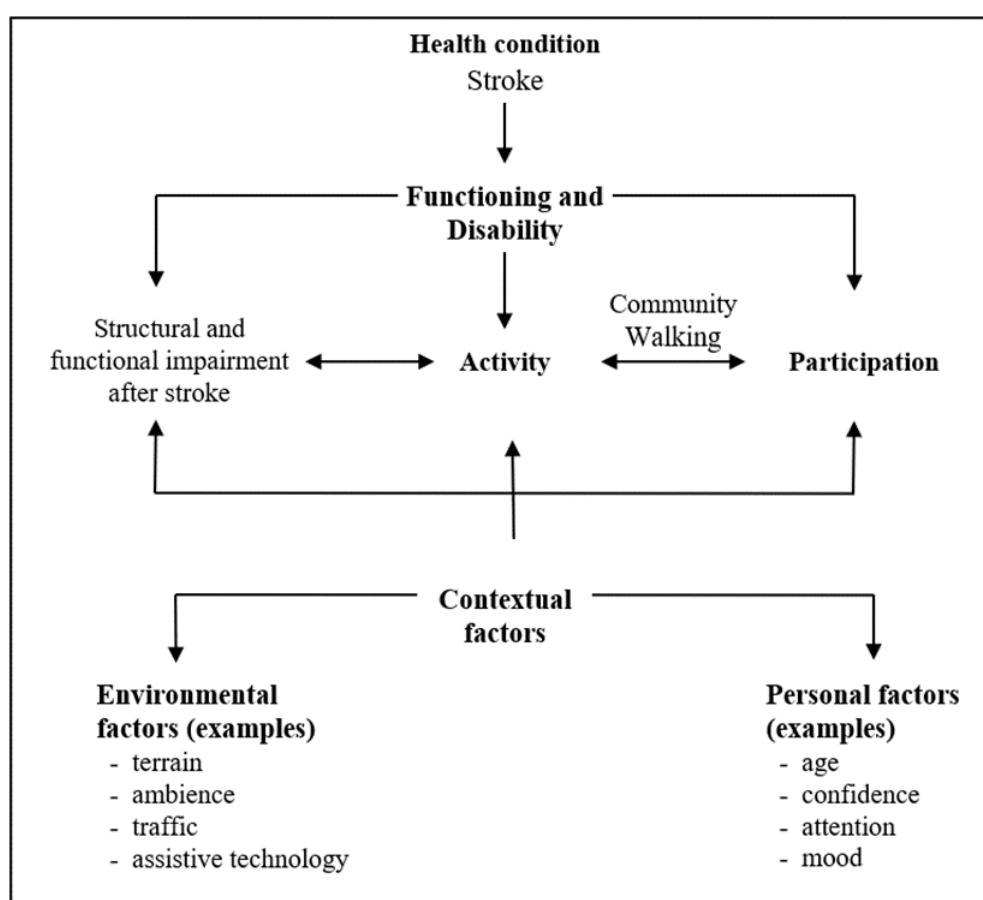 Health condition
Stroke
Functioning and
Disability
Structural and
functional impairment
after stroke
Activity
Community
Walking
Participation
Contextual
factors
Environmental
factors (examples)
- terrain
- ambience
- traffic
- assistive technology
Personal factors
(examples)
- age
- confidence
- attention
- mood